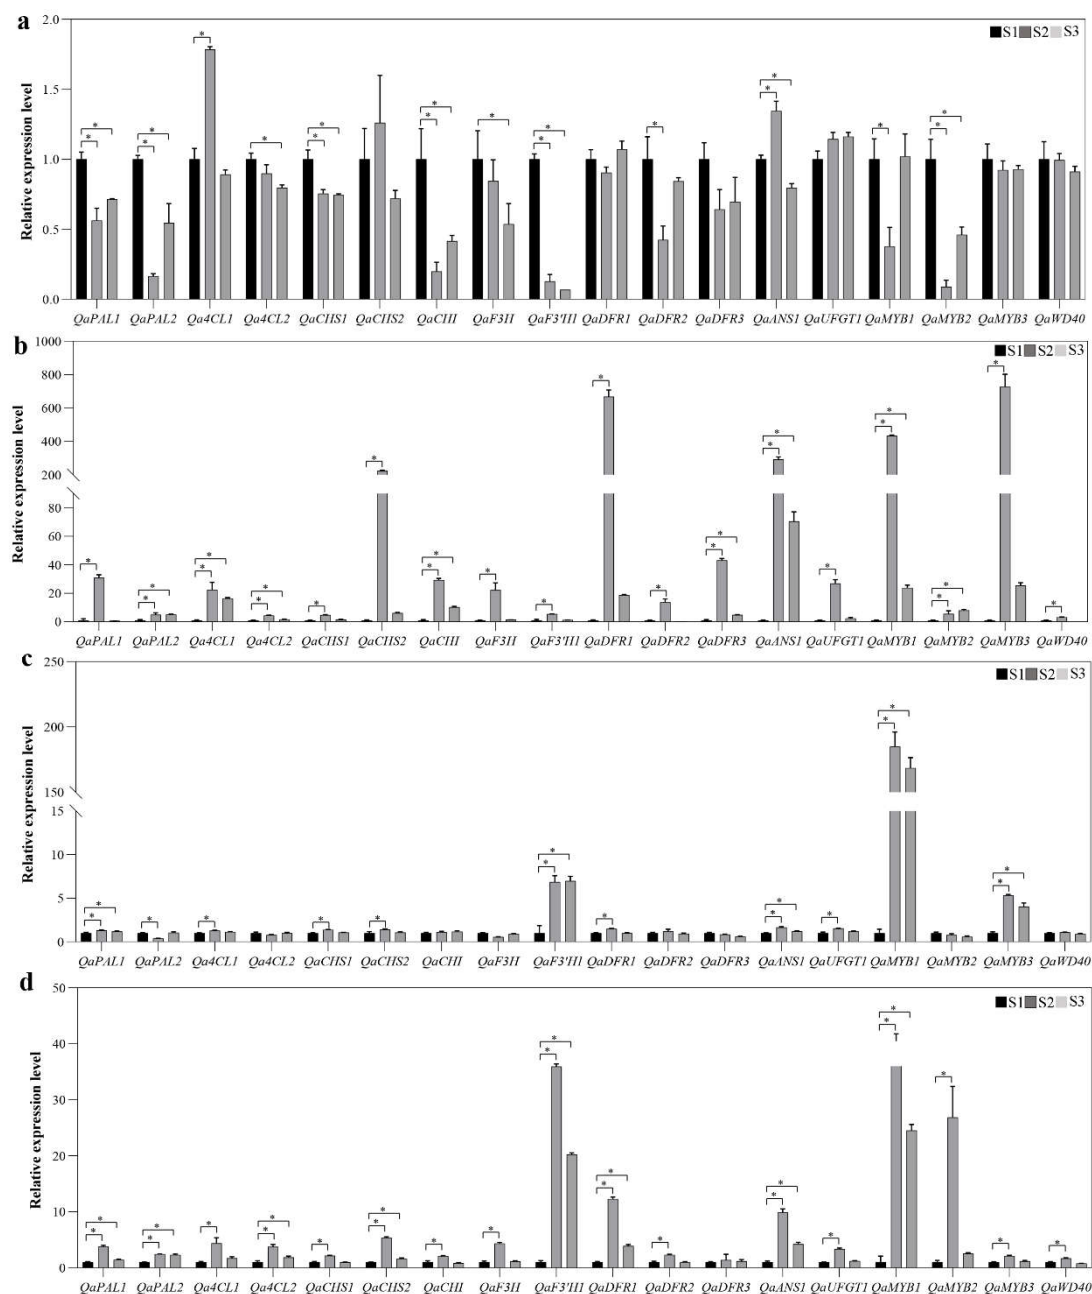 a
S1 S2 S3
Relative expression level
2.0
1.5
1.0
0.5
0.0
* * * * * * * * * * * * * * * * * * *
QaPAL1 QaPAL2 Qa4CL1 Qa4CL2 QaCHS1 QaCHS2 QaCHI QaF3H QaF3'H1 QaDFR1 QaDFR2 QaDFR3 QaANS1 QaUFGT1 QaMYB1 QaMYB2 QaMYB3 QaWD40
b
S1 S2 S3
Relative expression level
1000
800
600
400
200
80
60
40
20
0
* * * * * * * * * * * * * * * * * * * * * * * * * *
QaPAL1 QaPAL2 Qa4CL1 Qa4CL2 QaCHS1 QaCHS2 QaCHI QaF3H QaF3'H1 QaDFR1 QaDFR2 QaDFR3 QaANS1 QaUFGT1 QaMYB1 QaMYB2 QaMYB3 QaWD40
c
S1 S2 S3
Relative expression level
250
200
150
15
10
5
0
* * * * * * * * * * * * * * * * *
QaPAL1 QaPAL2 Qa4CL1 Qa4CL2 QaCHS1 QaCHS2 QaCHI QaF3H QaF3'H1 QaDFR1 QaDFR2 QaDFR3 QaANS1 QaUFGT1 QaMYB1 QaMYB2 QaMYB3 QaWD40
d
S1 S2 S3
Relative expression level
50
40
30
20
10
0
* * * * * * * * * * * * * * * * * * * * * * * * *
QaPAL1 QaPAL2 Qa4CL1 Qa4CL2 QaCHS1 QaCHS2 QaCHI QaF3H QaF3'H1 QaDFR1 QaDFR2 QaDFR3 QaANS1 QaUFGT1 QaMYB1 QaMYB2 QaMYB3 QaWD40